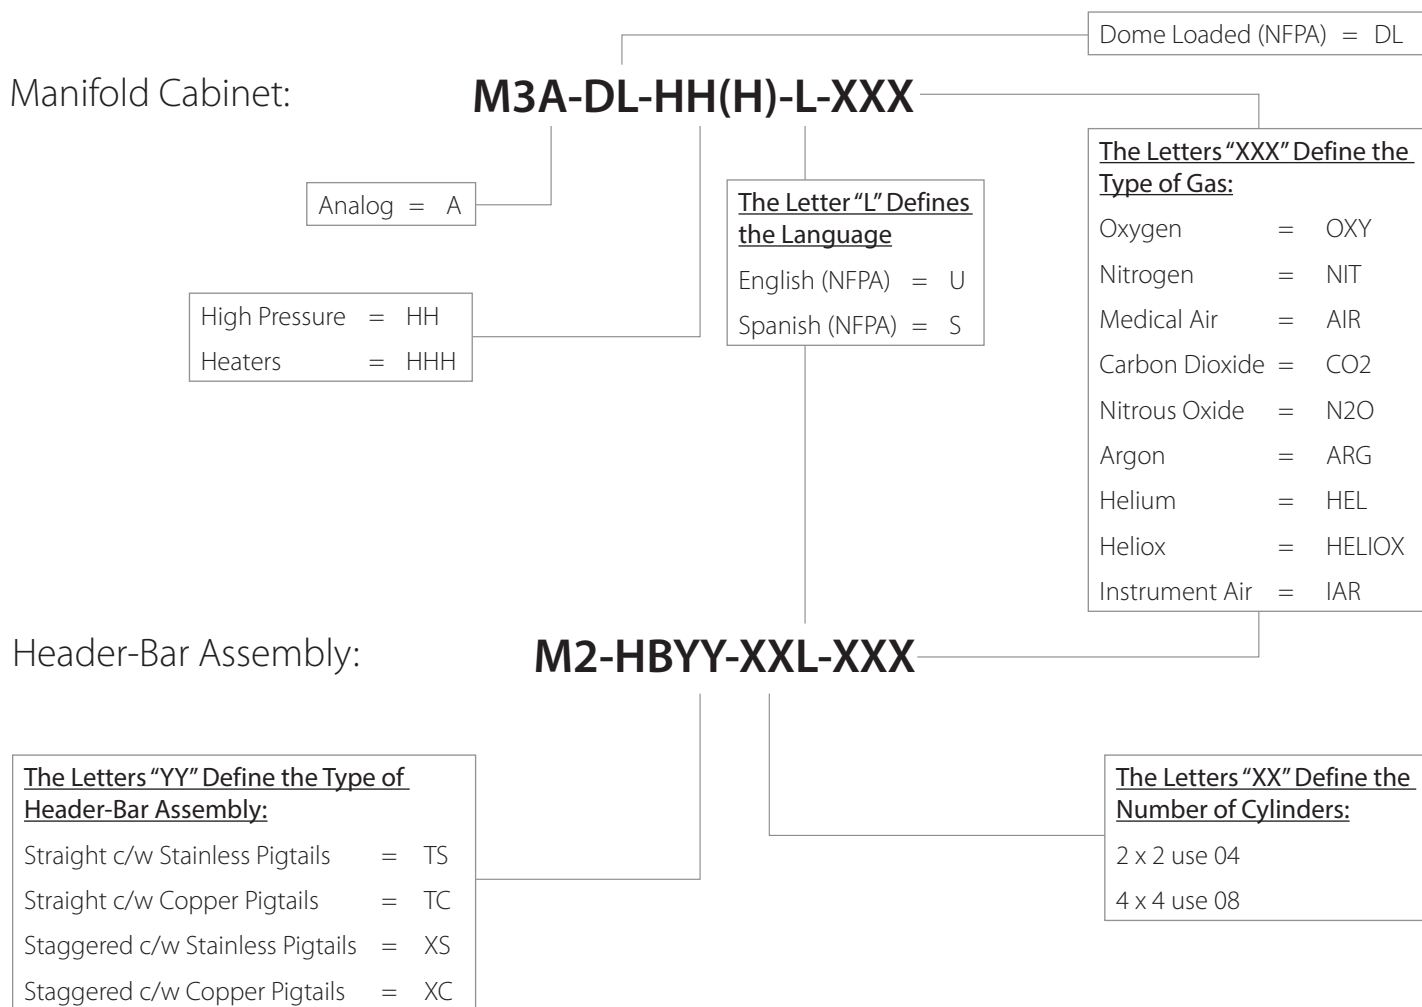 Dome Loaded (NFPA) = DL
Manifold Cabinet: M3A-DL-HH(H)-L-XXX
Analog = A
High Pressure = HH
Heaters = HHH
The Letter “L” Defines
the Language
English (NFPA) = U
Spanish (NFPA) = S
The Letters “XXX” Define the
Type of Gas:
Oxygen = OXY
Nitrogen = NIT
Medical Air = AIR
Carbon Dioxide = CO2
Nitrous Oxide = N2O
Argon = ARG
Helium = HEL
Heliox = HELIOX
Instrument Air = IAR
Header-Bar Assembly: M2-HBYY-XXL-XXX
The Letters “YY” Define the Type of
Header-Bar Assembly:
Straight c/w Stainless Pigtails = TS
Straight c/w Copper Pigtails = TC
Staggered c/w Stainless Pigtails = XS
Staggered c/w Copper Pigtails = XC
The Letters “XX” Define the
Number of Cylinders:
2 x 2 use 04
4 x 4 use 08